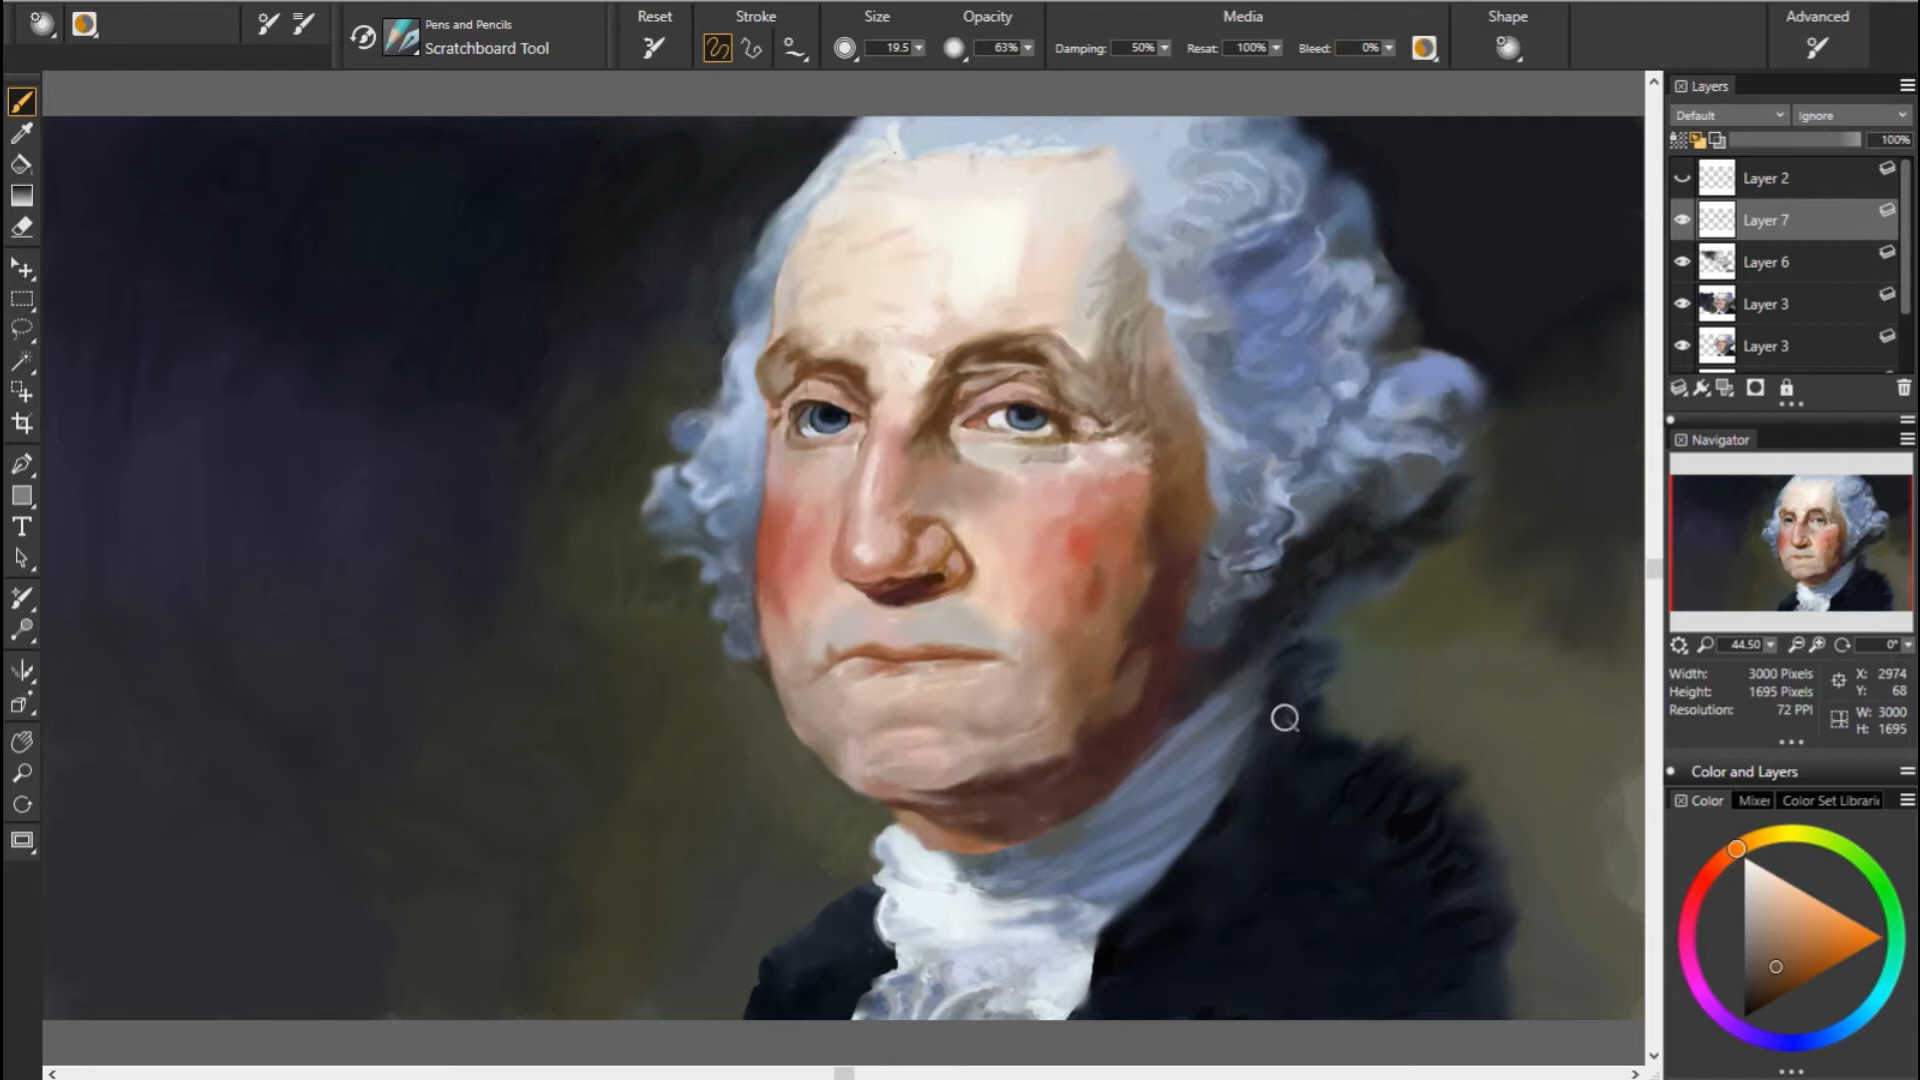 Pens and Pencils
Scratchboard Tool
Reset
Stroke
Size
19.5
Opacity
63%
Media
Damping: 50% Resat: 100% Bleed: 0%
Shape
Advanced
Layers
Default Ignore
100%
Layer 2
Layer 7
Layer 6
Layer 3
Layer 3
Navigator
44.50 0°
Width: 3000 Pixels
Height: 1695 Pixels
Resolution: 72 PPI
X: 2974
Y: 68
W: 3000
H: 1695
Color and Layers
Color Mixer Color Set Librari
T